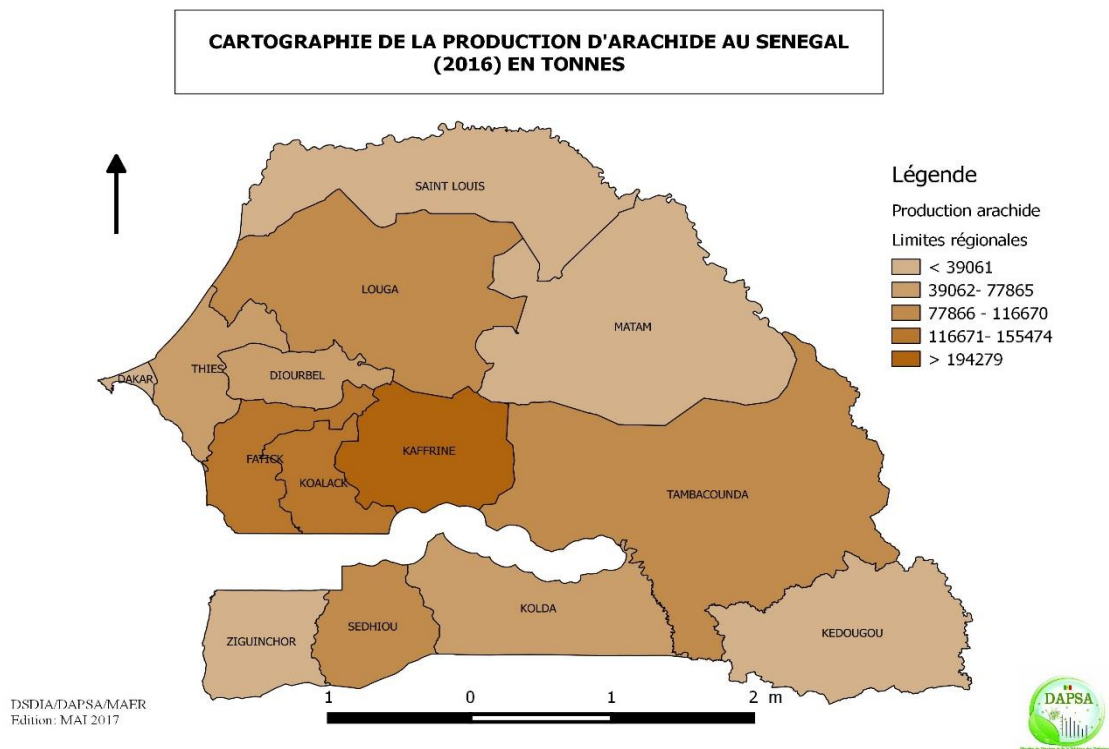 CARTOGRAPHIE DE LA PRODUCTION D'ARACHIDE AU SENEGAL
(2016) EN TONNES
SAINT LOUIS
LOUGA
MATAM
DAKAR
THIES
DIOURBEL
FATICK
KOALACK
KAFFRINE
TAMBACOUNDA
ZIGUINCHOR
SEDHIOU
KOLDA
KEDOUGOU
Légende
Production arachide
Limites régionales
< 39061
39062- 77865
77866 - 116670
116671- 155474
> 194279
1 0 1 2 m
DSDIA/DAPSA/MAER
Edition: MAI 2017
DAPSA